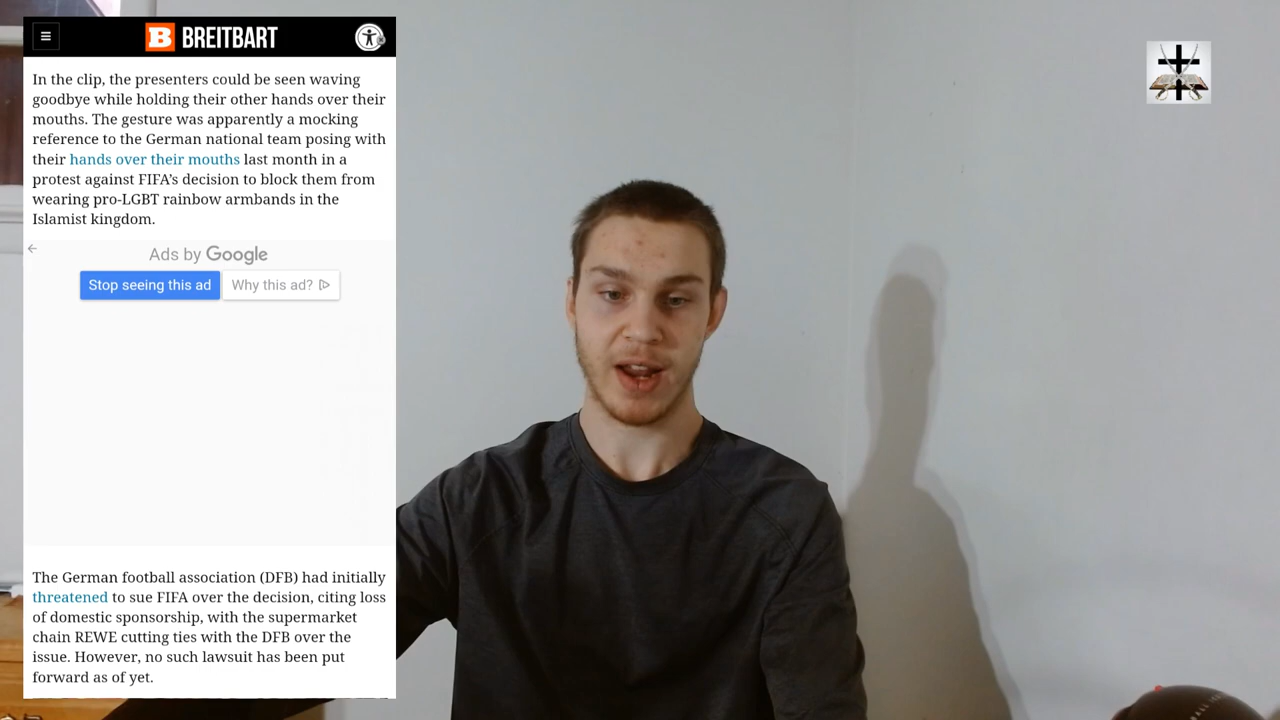 BREITBART
In the clip, the presenters could be seen waving
goodbye while holding their other hands over their
mouths. The gesture was apparently a mocking
reference to the German national team posing with
their hands over their mouths last month in a
protest against FIFA’s decision to block them from
wearing pro-LGBT rainbow armbands in the
Islamist kingdom.
Ads by Google
Stop seeing this ad
Why this ad?
The German football association (DFB) had initially
threatened to sue FIFA over the decision, citing loss
of domestic sponsorship, with the supermarket
chain REWE cutting ties with the DFB over the
issue. However, no such lawsuit has been put
forward as of yet.